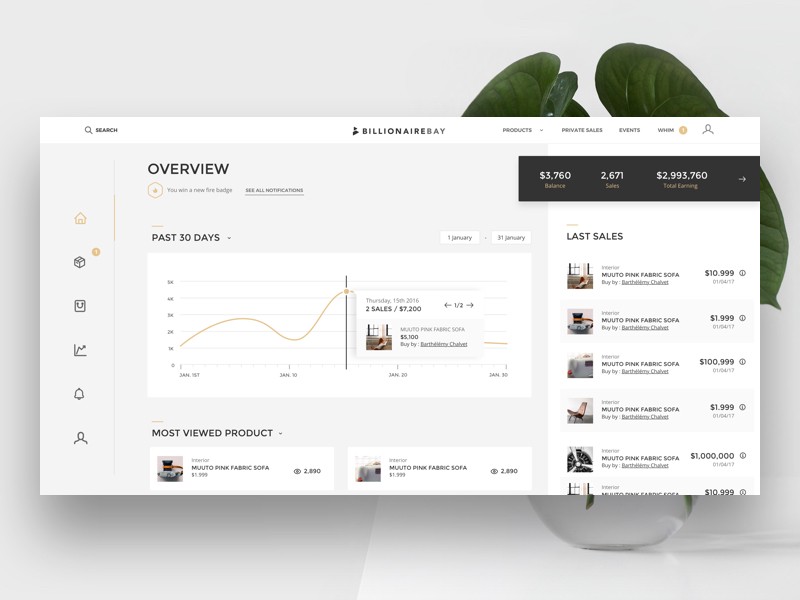 SEARCH
BILLIONAIREBAY
PRODUCTS
PRIVATE SALES
EVENTS
WHIM
1
OVERVIEW
You win a new fire badge
SEE ALL NOTIFICATIONS
$3,760
Balance
2,671
Sales
$2,993,760
Total Earning
1
PAST 30 DAYS
1 January - 31 January
5K
4K
3K
2K
1K
0
JAN. 1ST
JAN. 10
JAN. 20
JAN. 30
Thursday, 15th 2016
2 SALES / $7,200
1/2
MUUTO PINK FABRIC SOFA
$5,100
Buy by : Barthélémy Chalvet
MOST VIEWED PRODUCT
Interior
MUUTO PINK FABRIC SOFA
$1.999
2,890
Interior
MUUTO PINK FABRIC SOFA
$1.999
2,890
LAST SALES
Interior
MUUTO PINK FABRIC SOFA
Buy by : Barthélémy Chalvet
$10.999
01/04/17
Interior
MUUTO PINK FABRIC SOFA
Buy by : Barthélémy Chalvet
$1.999
01/04/17
Interior
MUUTO PINK FABRIC SOFA
Buy by : Barthélémy Chalvet
$100,999
01/04/17
Interior
MUUTO PINK FABRIC SOFA
Buy by : Barthélémy Chalvet
$1.999
01/04/17
Interior
MUUTO PINK FABRIC SOFA
Buy by : Barthélémy Chalvet
$1,000,000
01/04/17
Interior
MUUTO PINK FABRIC SOFA
$10.999